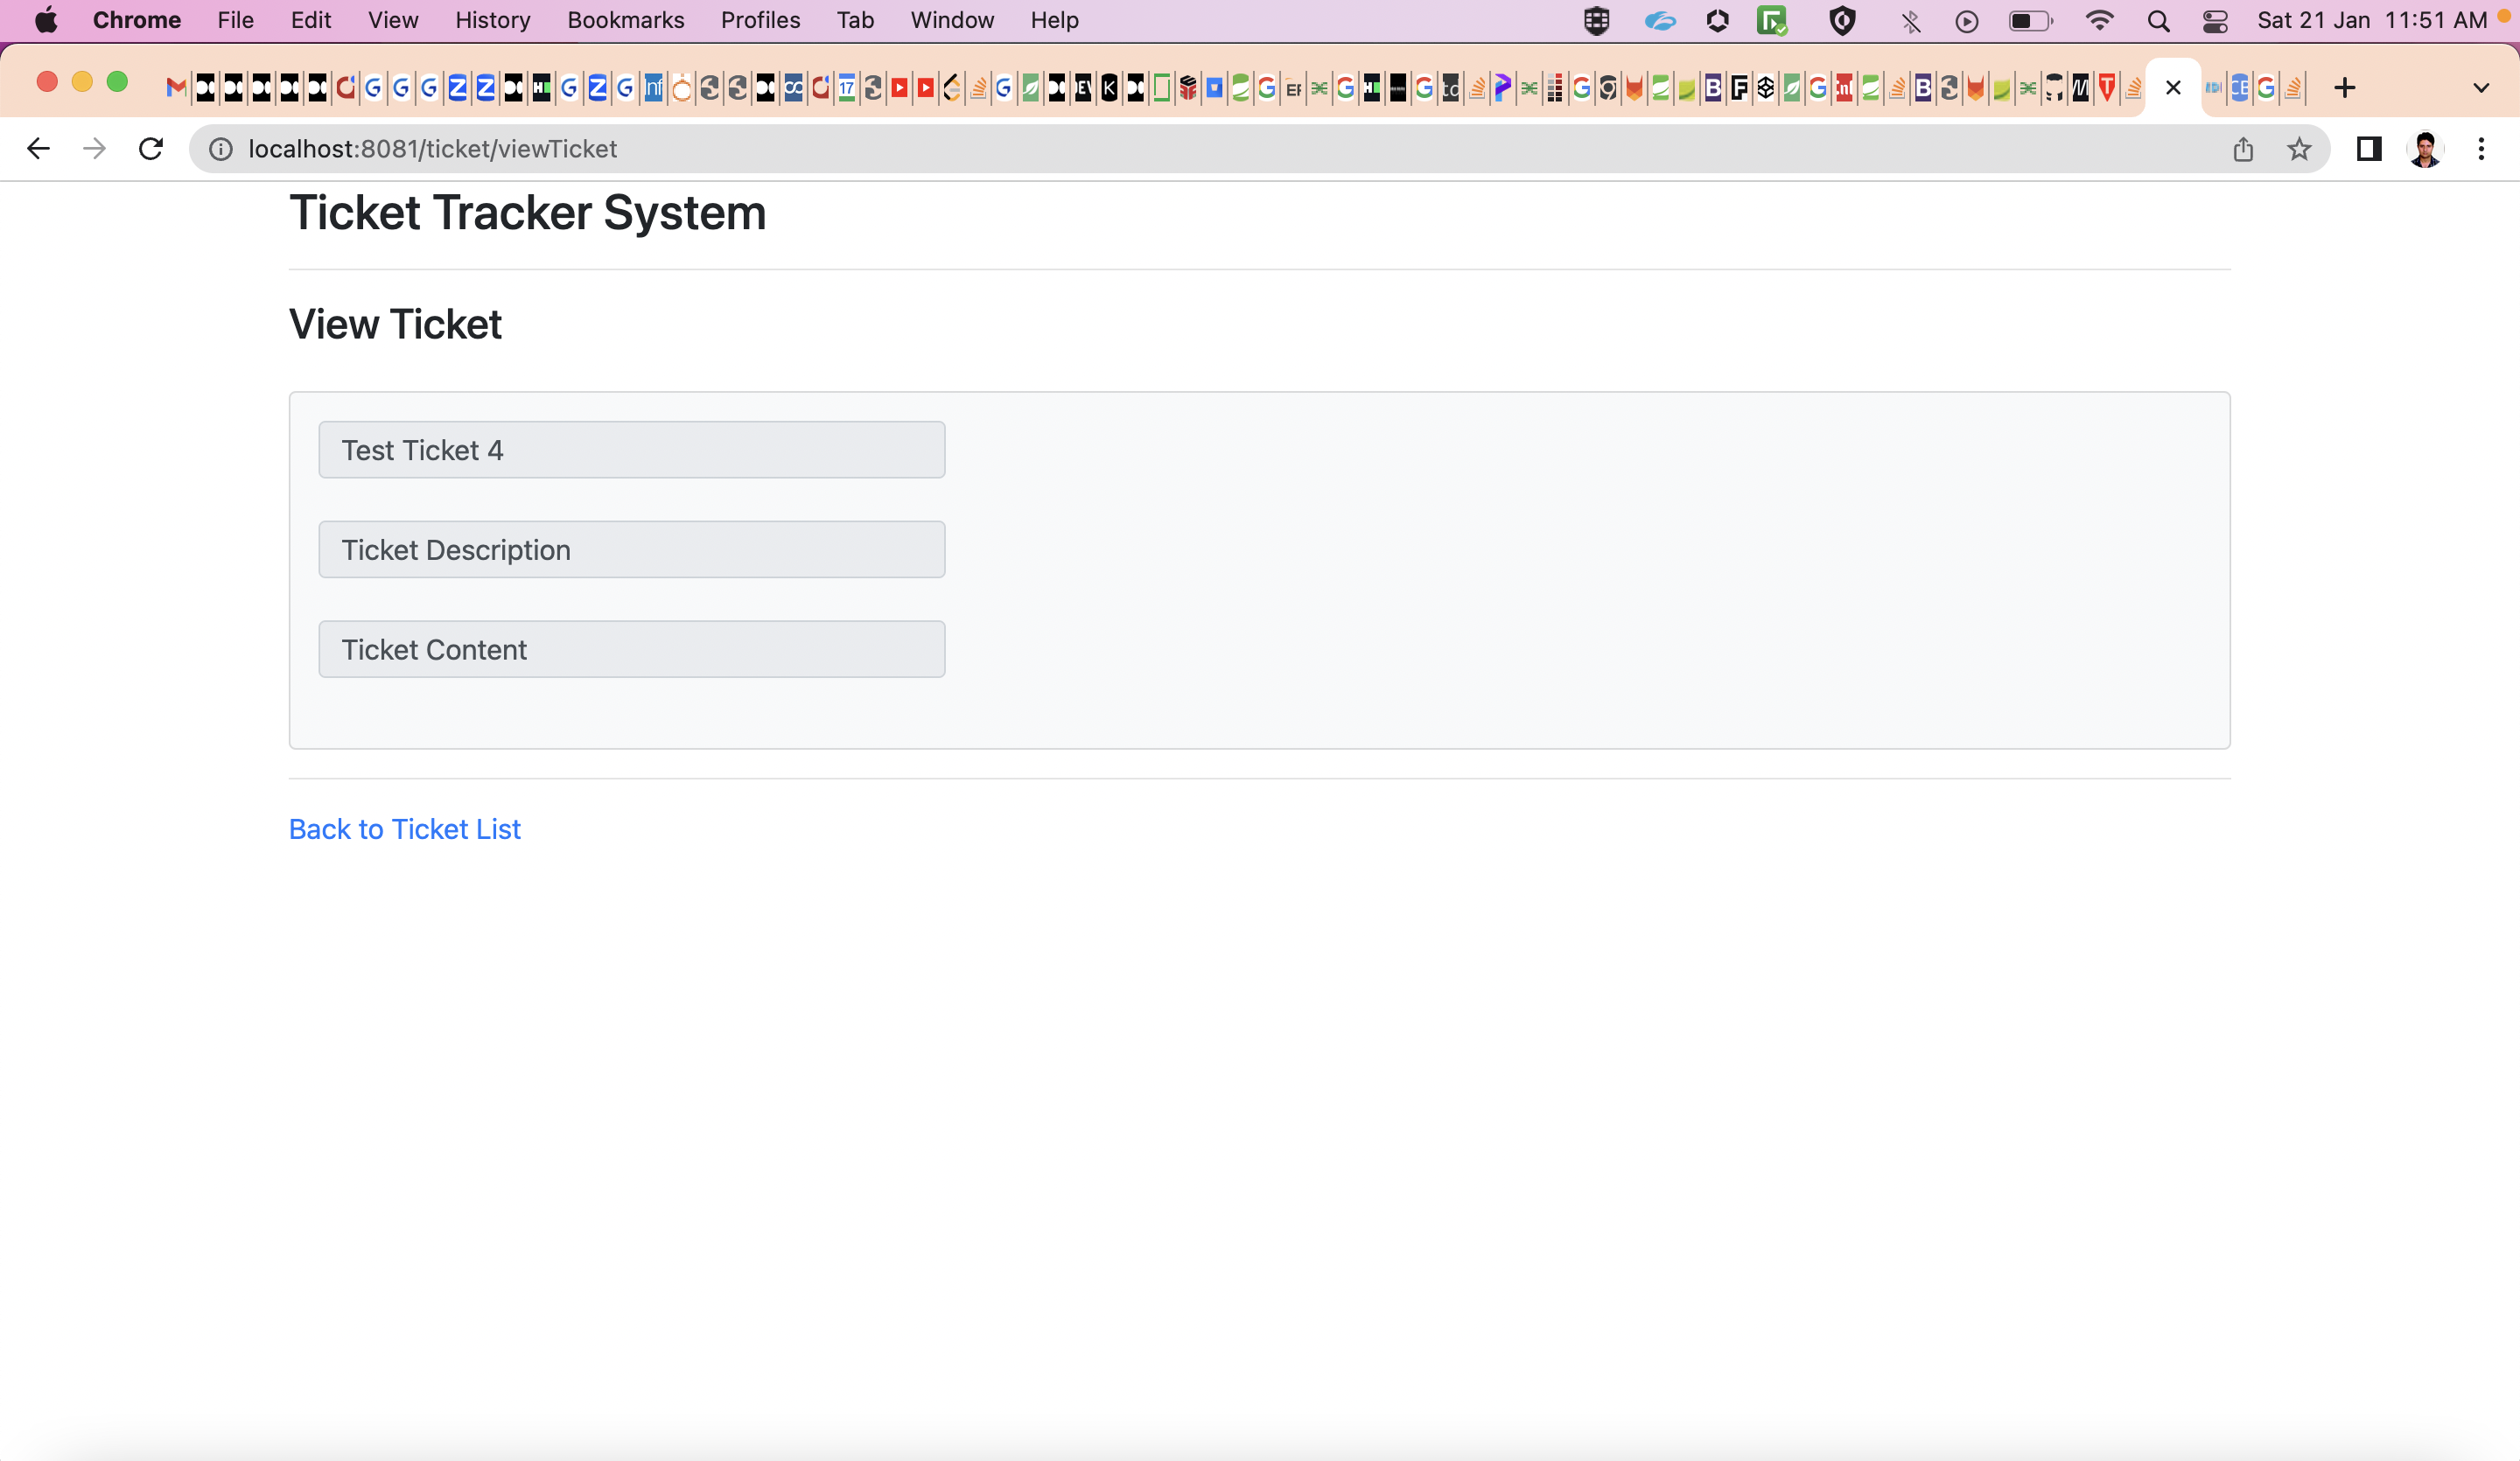 Chrome File Edit View History Bookmarks Profiles Tab Window Help Sat 21 Jan 11:51 AM
localhost:8081/ticket/viewTicket
Ticket Tracker System
View Ticket
Test Ticket 4
Ticket Description
Ticket Content
Back to Ticket List